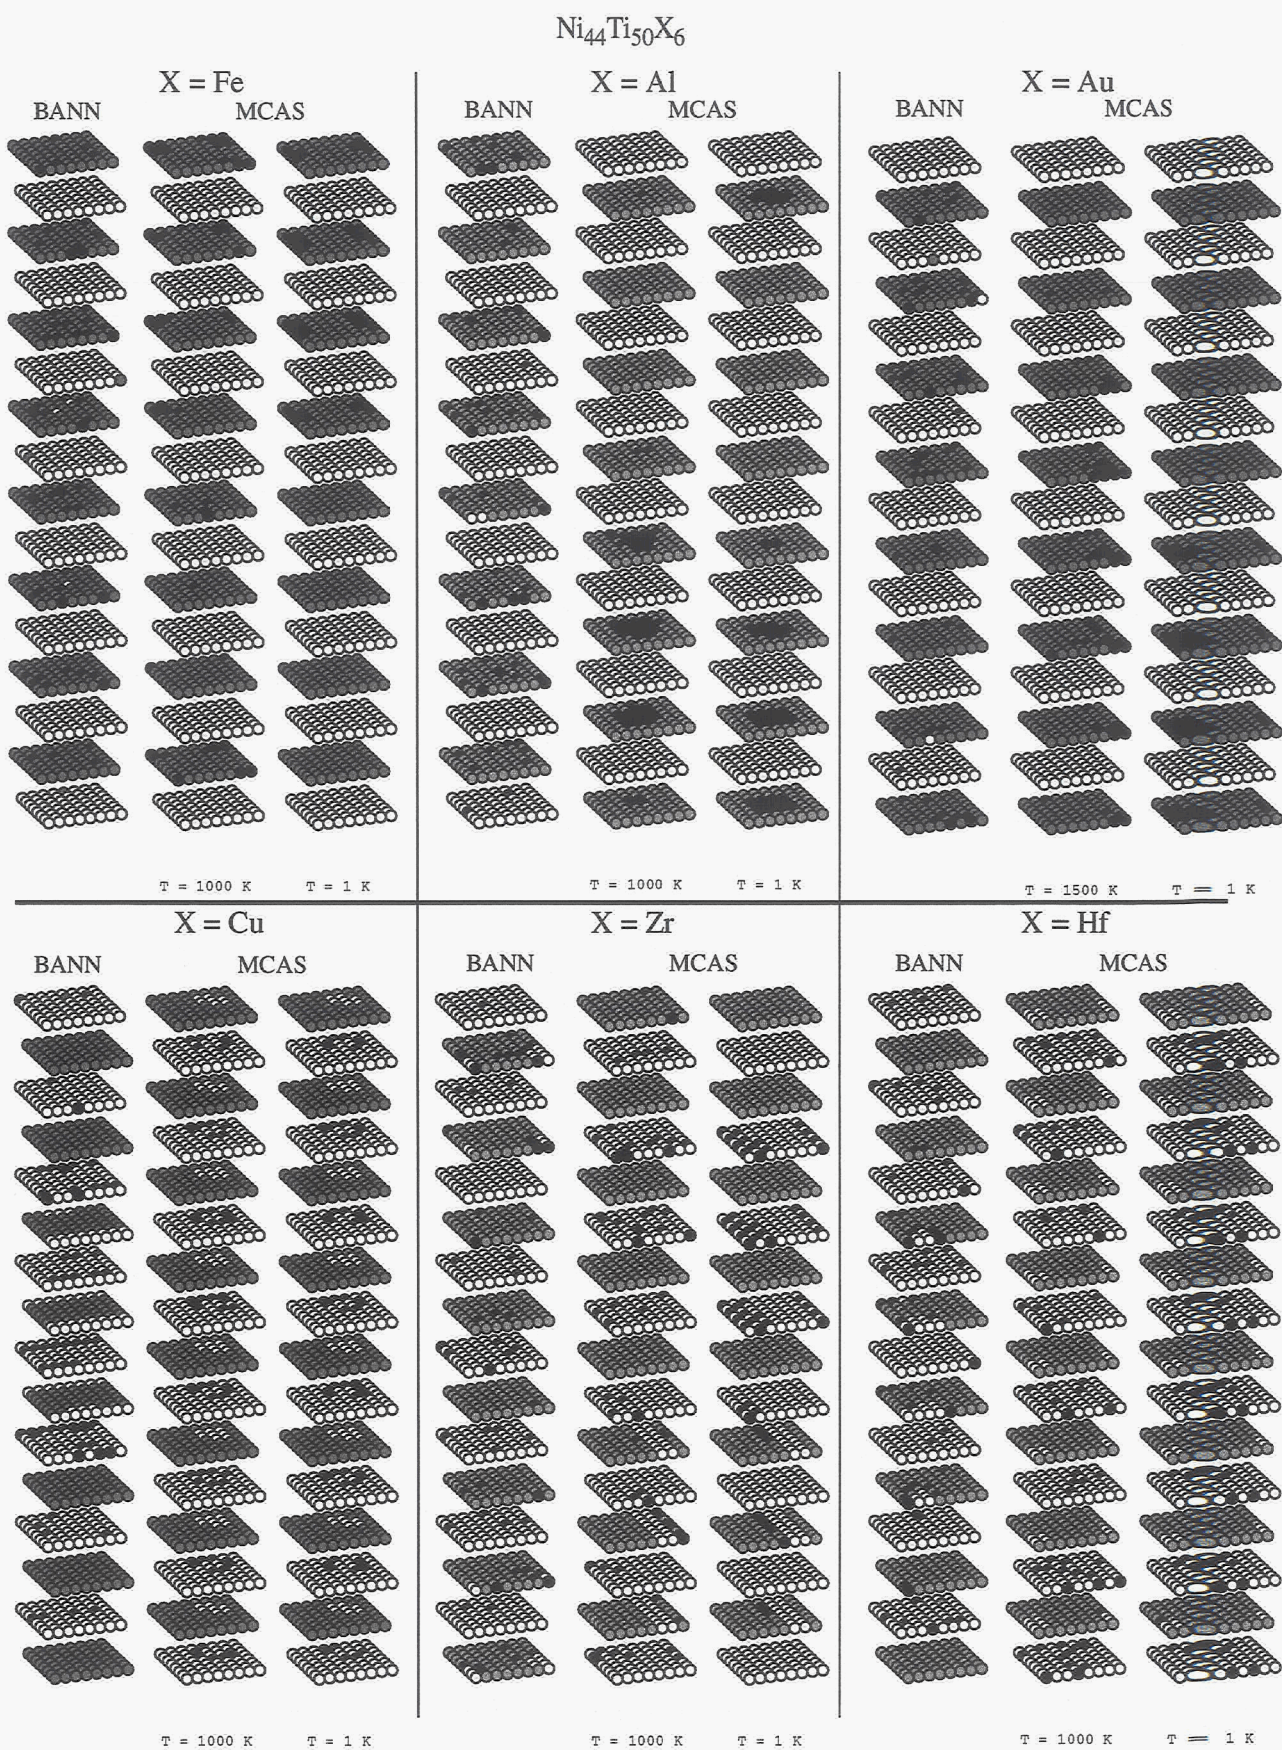 Ni44Ti50X6
X = Fe
X = Al
X = Au
BANN MCAS
BANN MCAS
BANN MCAS
T = 1000 K T = 1 K
T = 1000 K T = 1 K
T = 1500 K T = 1 K
X = Cu
X = Zr
X = Hf
BANN MCAS
BANN MCAS
BANN MCAS
T = 1000 K T = 1 K
T = 1000 K T = 1 K
T = 1000 K T = 1 K